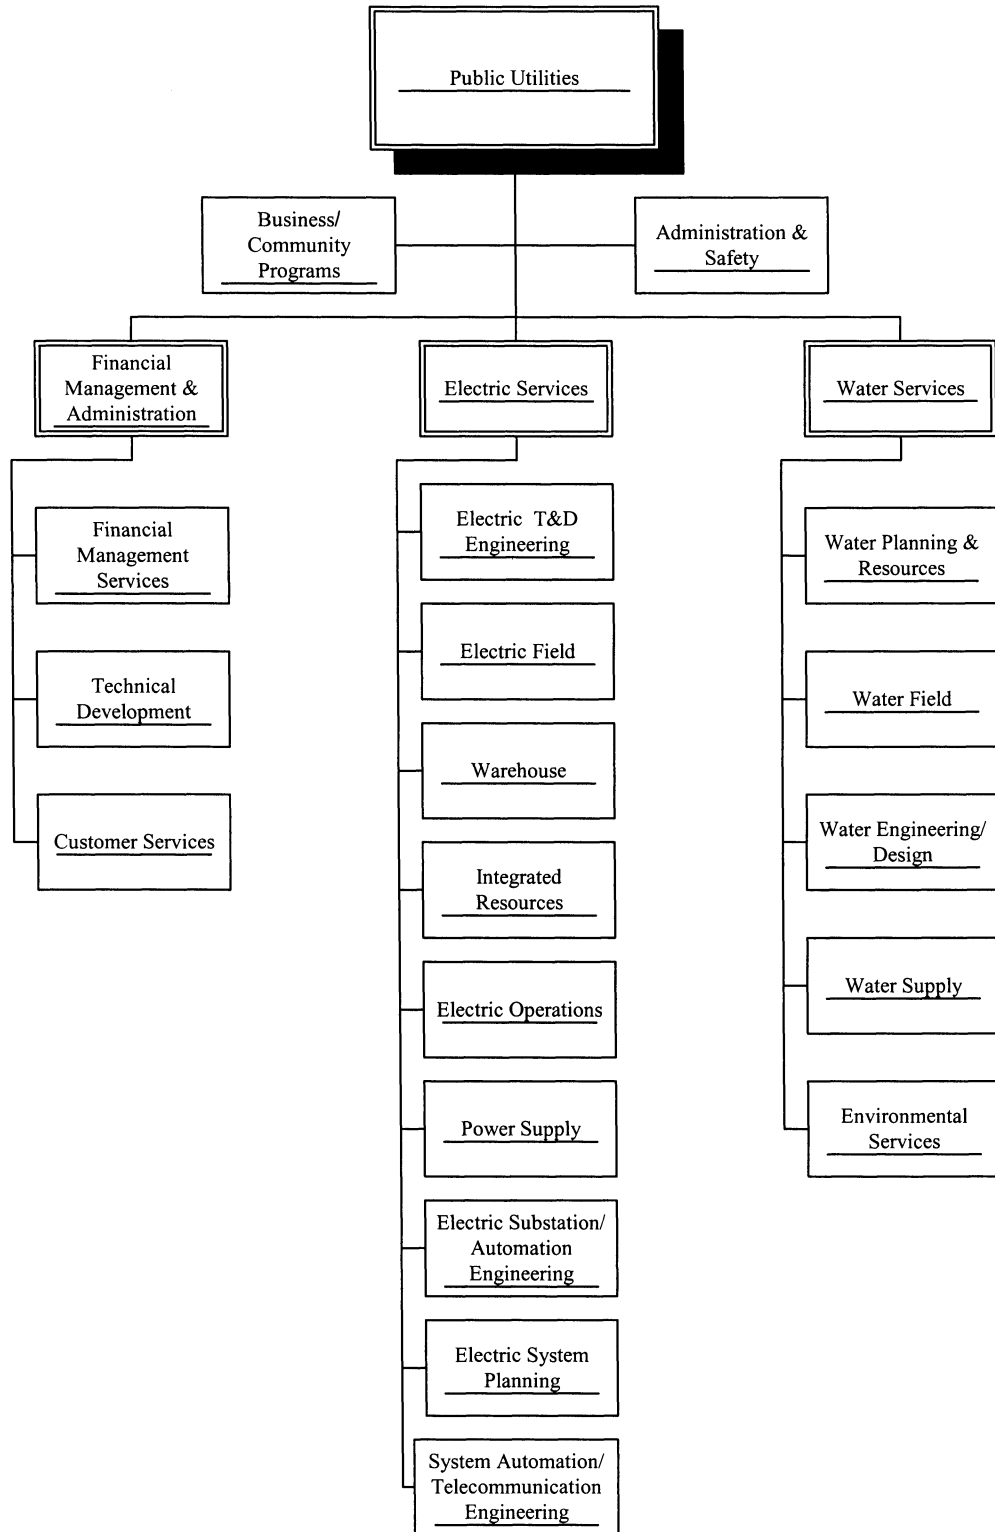 Public Utilities
Business/
Community
Programs
Administration &
Safety
Financial
Management &
Administration
Electric Services
Water Services
Financial
Management
Services
Technical
Development
Customer Services
Electric T&D
Engineering
Electric Field
Warehouse
Integrated
Resources
Electric Operations
Power Supply
Electric Substation/
Automation
Engineering
Electric System
Planning
System Automation/
Telecommunication
Engineering
Water Planning &
Resources
Water Field
Water Engineering/
Design
Water Supply
Environmental
Services